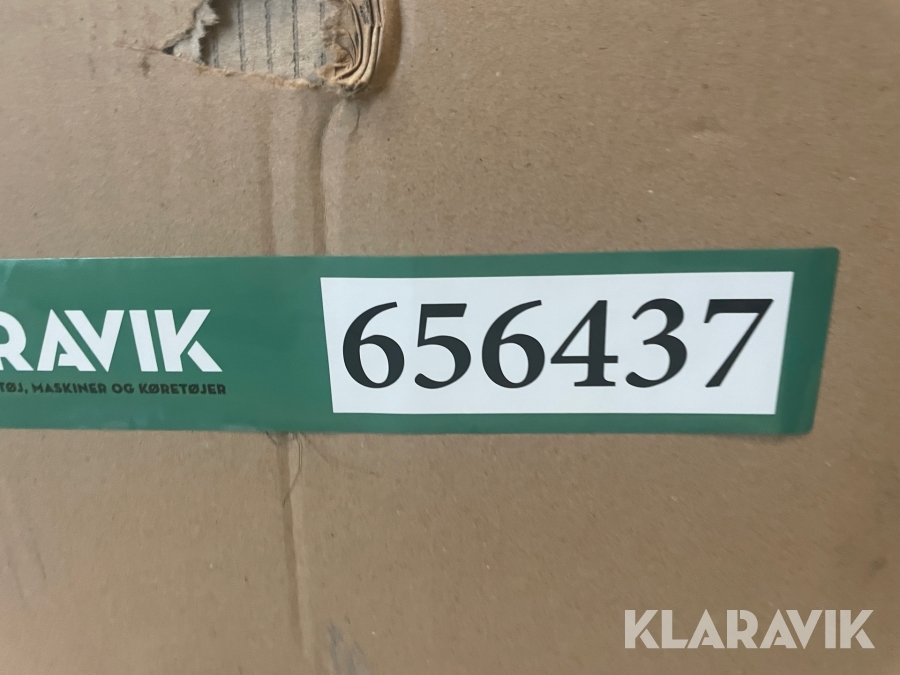 RAVIK
TØJ, MASKINER OG KØRETØJER
656437
KLARAVIK